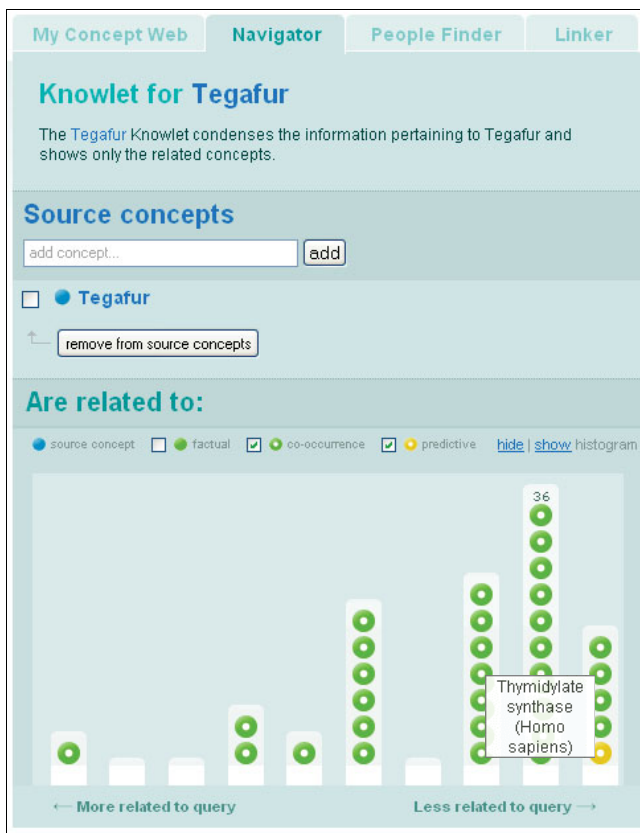 My Concept Web Navigator People Finder Linker
Knowlet for Tegafur
The Tegafur Knowlet condenses the information pertaining to Tegafur and
shows only the related concepts.
Source concepts
add concept... add
Tegafur
remove from source concepts
Are related to:
source concept factual co-occurrence predictive hide | show histogram
36
Thymidylate
synthase
(Homo
sapiens)
← More related to query Less related to query →